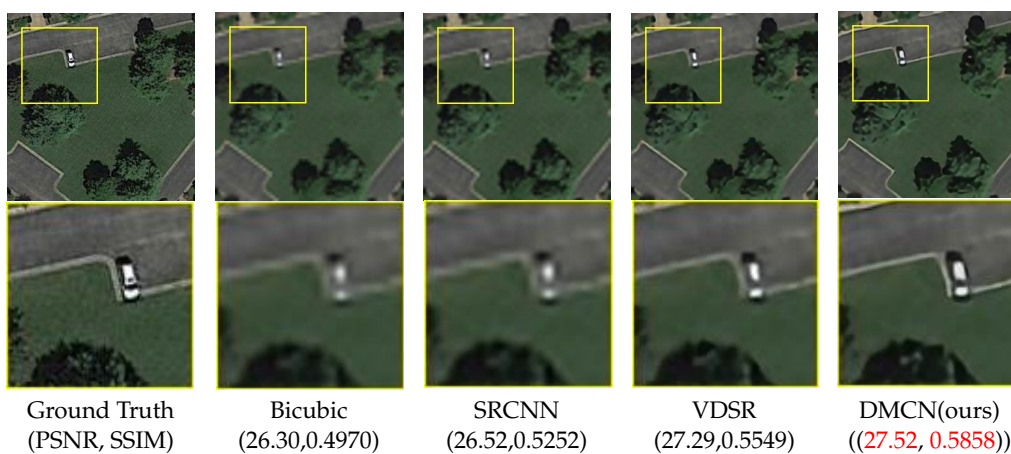 Ground Truth
(PSNR, SSIM)
Bicubic
(26.30,0.4970)
SRCNN
(26.52,0.5252)
VDSR
(27.29,0.5549)
DMCN(ours)
((27.52, 0.5858))